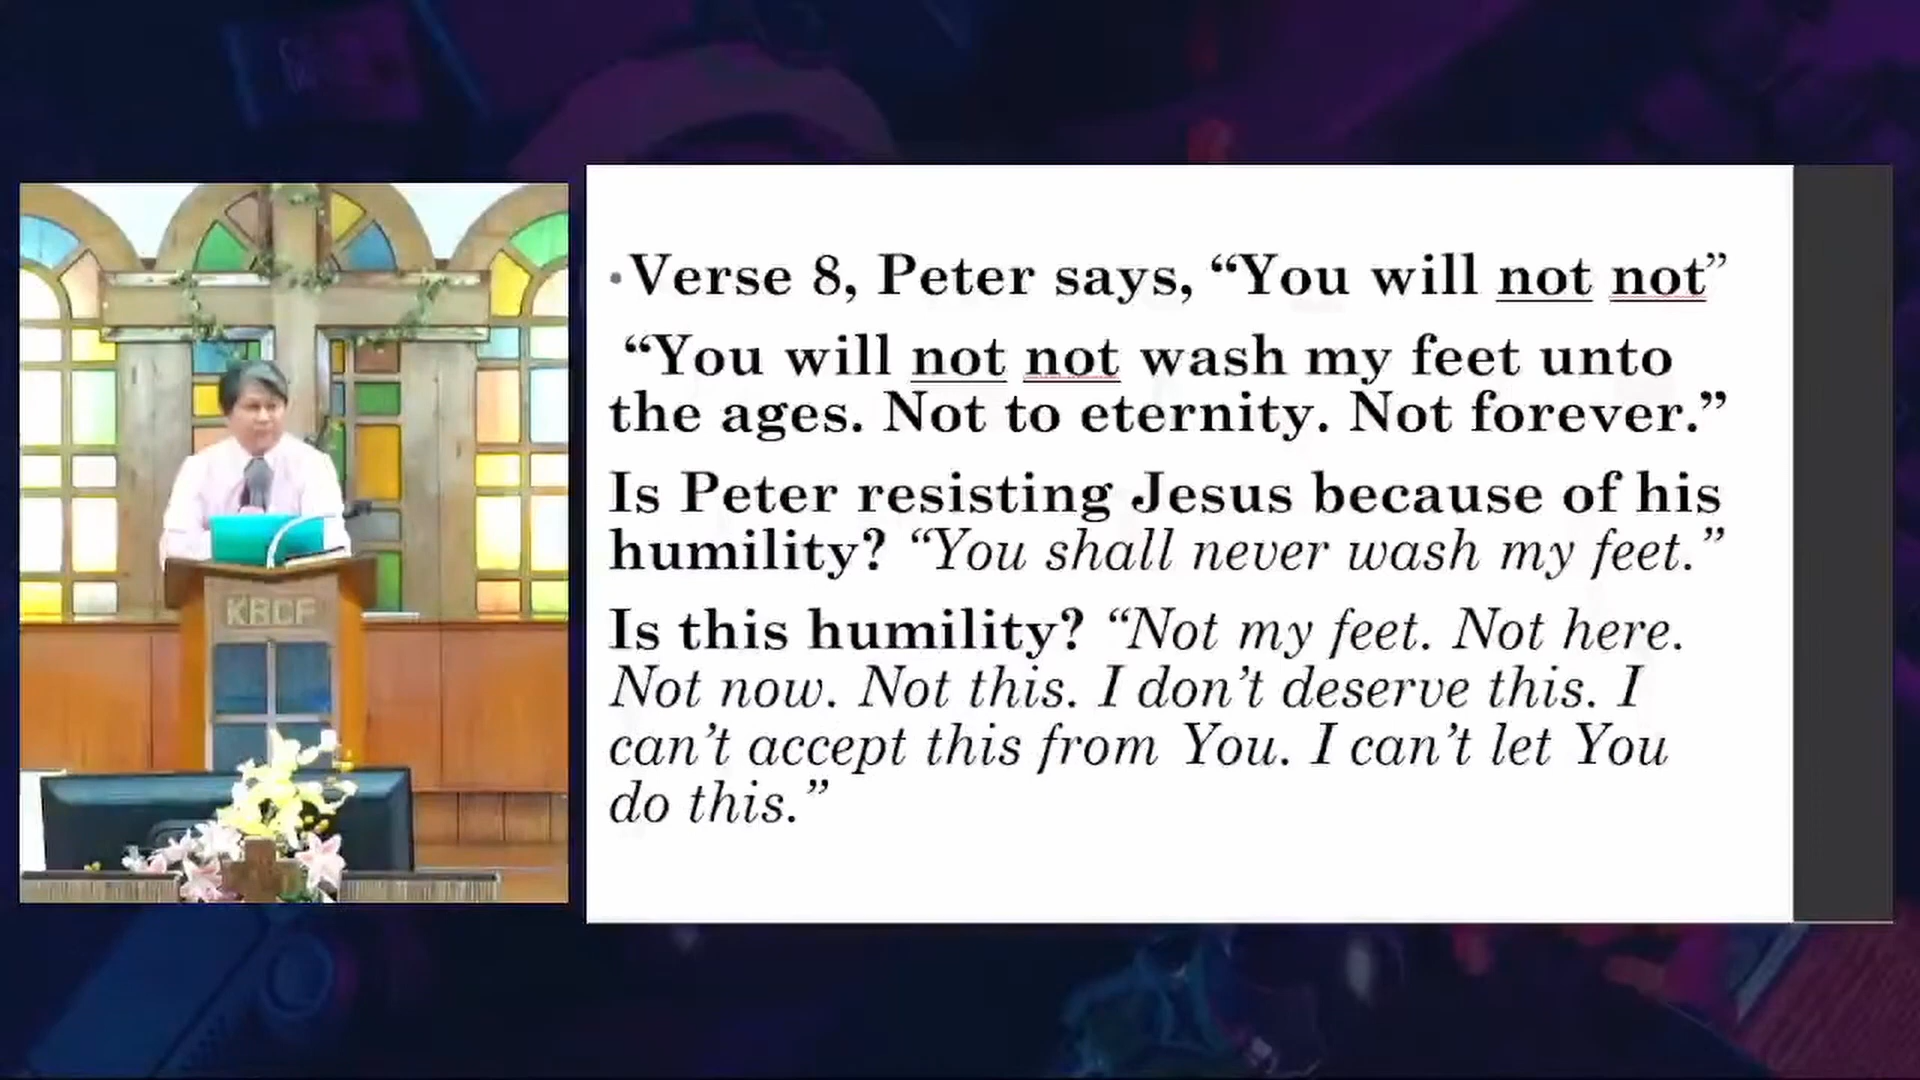 •Verse 8, Peter says, “You will not not”
“You will not not wash my feet unto
the ages. Not to eternity. Not forever.”
Is Peter resisting Jesus because of his
humility? “You shall never wash my feet.”
Is this humility? “Not my feet. Not here.
Not now. Not this. I don’t deserve this. I
can’t accept this from You. I can’t let You
do this.”
KBCF